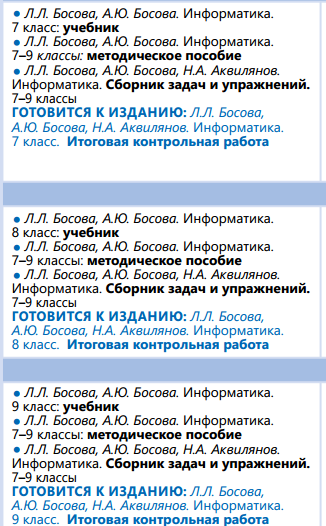 • Л.Л. Босова, А.Ю. Босова. Информатика.
7 класс: учебник
• Л.Л. Босова, А.Ю. Босова. Информатика.
7–9 классы: методическое пособие
• Л.Л. Босова, А.Ю. Босова, Н.А. Аквилянов.
Информатика. Сборник задач и упражнений.
7–9 классы
ГОТОВИТСЯ К ИЗДАНИЮ: Л.Л. Босова,
А.Ю. Босова, Н.А. Аквилянов. Информатика.
7 класс. Итоговая контрольная работа
• Л.Л. Босова, А.Ю. Босова. Информатика.
8 класс: учебник
• Л.Л. Босова, А.Ю. Босова. Информатика.
7–9 классы: методическое пособие
• Л.Л. Босова, А.Ю. Босова, Н.А. Аквилянов.
Информатика. Сборник задач и упражнений.
7–9 классы
ГОТОВИТСЯ К ИЗДАНИЮ: Л.Л. Босова,
А.Ю. Босова, Н.А. Аквилянов. Информатика.
8 класс. Итоговая контрольная работа
• Л.Л. Босова, А.Ю. Босова. Информатика.
9 класс: учебник
• Л.Л. Босова, А.Ю. Босова. Информатика.
7–9 классы: методическое пособие
• Л.Л. Босова, А.Ю. Босова, Н.А. Аквилянов.
Информатика. Сборник задач и упражнений.
7–9 классы
ГОТОВИТСЯ К ИЗДАНИЮ: Л.Л. Босова,
А.Ю. Босова, Н.А. Аквилянов. Информатика.
9 класс. Итоговая контрольная работа